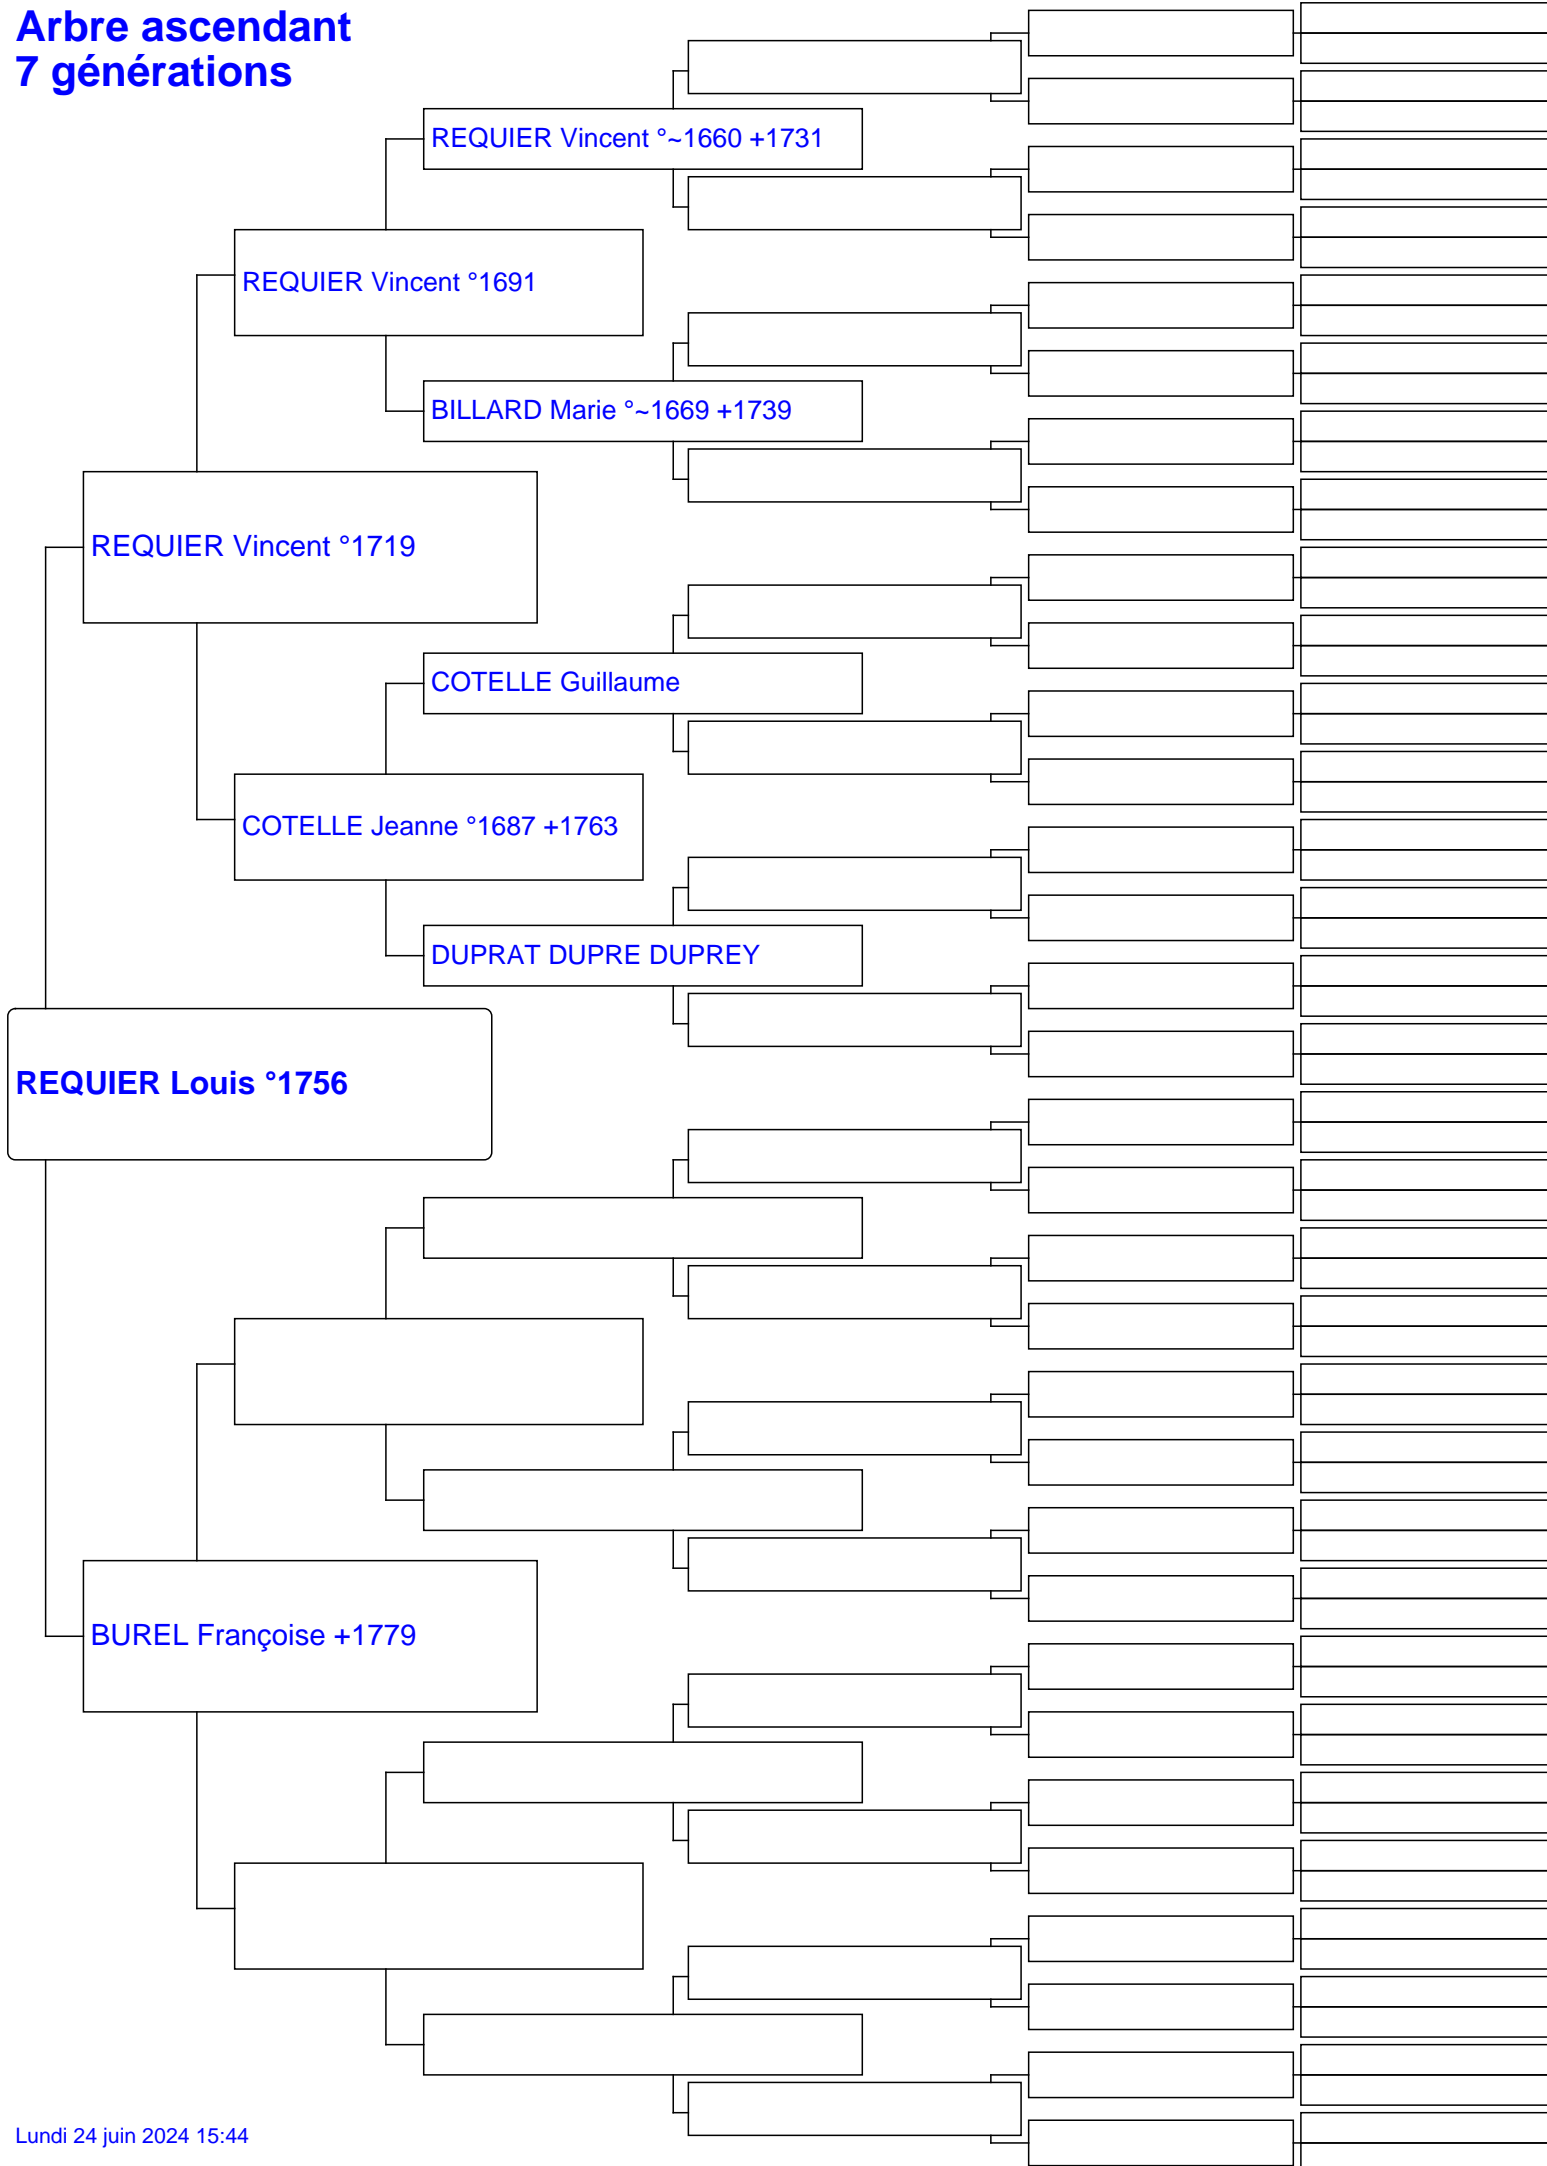 Arbre ascendant
7 générations
REQUIER Vincent °~1660 +1731
REQUIER Vincent °1691
BILLARD Marie °~1669 +1739
REQUIER Vincent °1719
COTELLE Guillaume
COTELLE Jeanne °1687 +1763
DUPRAT DUPRE DUPREY
REQUIER Louis °1756
BUREL Françoise +1779
Lundi 24 juin 2024 15:44